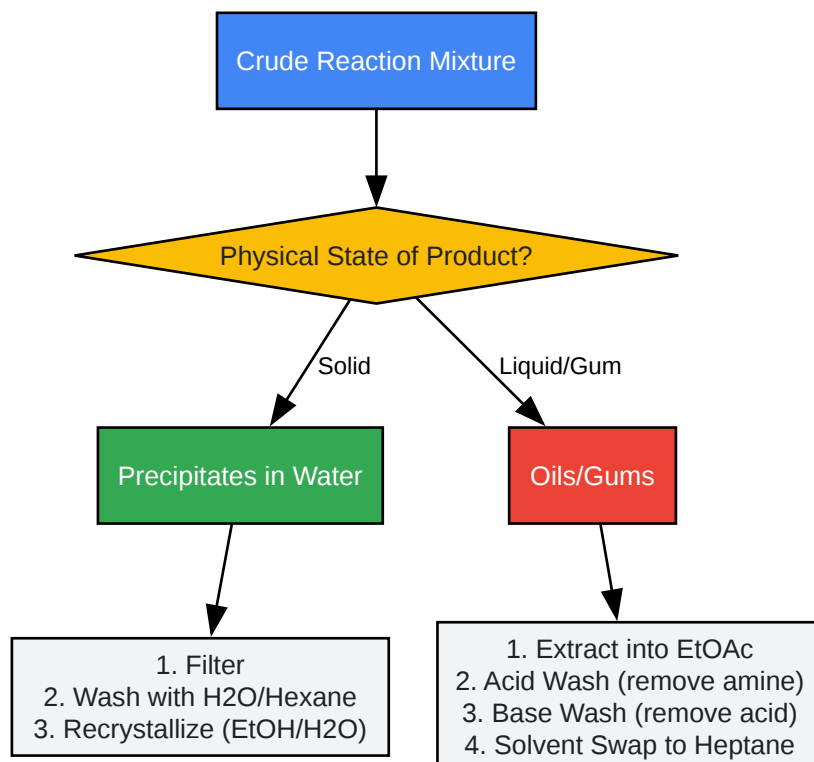 Crude Reaction Mixture
Physical State of Product?
Solid
Liquid/Gum
Precipitates in Water
Oils/Gums
1. Filter
2. Wash with H2O/Hexane
3. Recrystallize (EtOH/H2O)
1. Extract into EtOAc
2. Acid Wash (remove amine)
3. Base Wash (remove acid)
4. Solvent Swap to Heptane